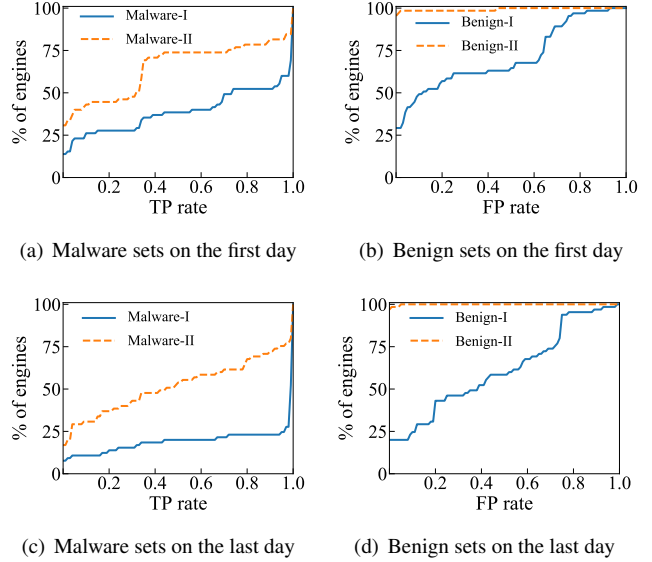 % of engines
100
75
50
25
0
Malware-I
Malware-II
0.2 0.4 0.6 0.8 1.0
TP rate
(a) Malware sets on the first day
% of engines
100
75
50
25
0
Benign-I
Benign-II
0.2 0.4 0.6 0.8 1.0
FP rate
(b) Benign sets on the first day
% of engines
100
75
50
25
0
Malware-I
Malware-II
0.2 0.4 0.6 0.8 1.0
TP rate
(c) Malware sets on the last day
% of engines
100
75
50
25
0
Benign-I
Benign-II
0.2 0.4 0.6 0.8 1.0
FP rate
(d) Benign sets on the last day